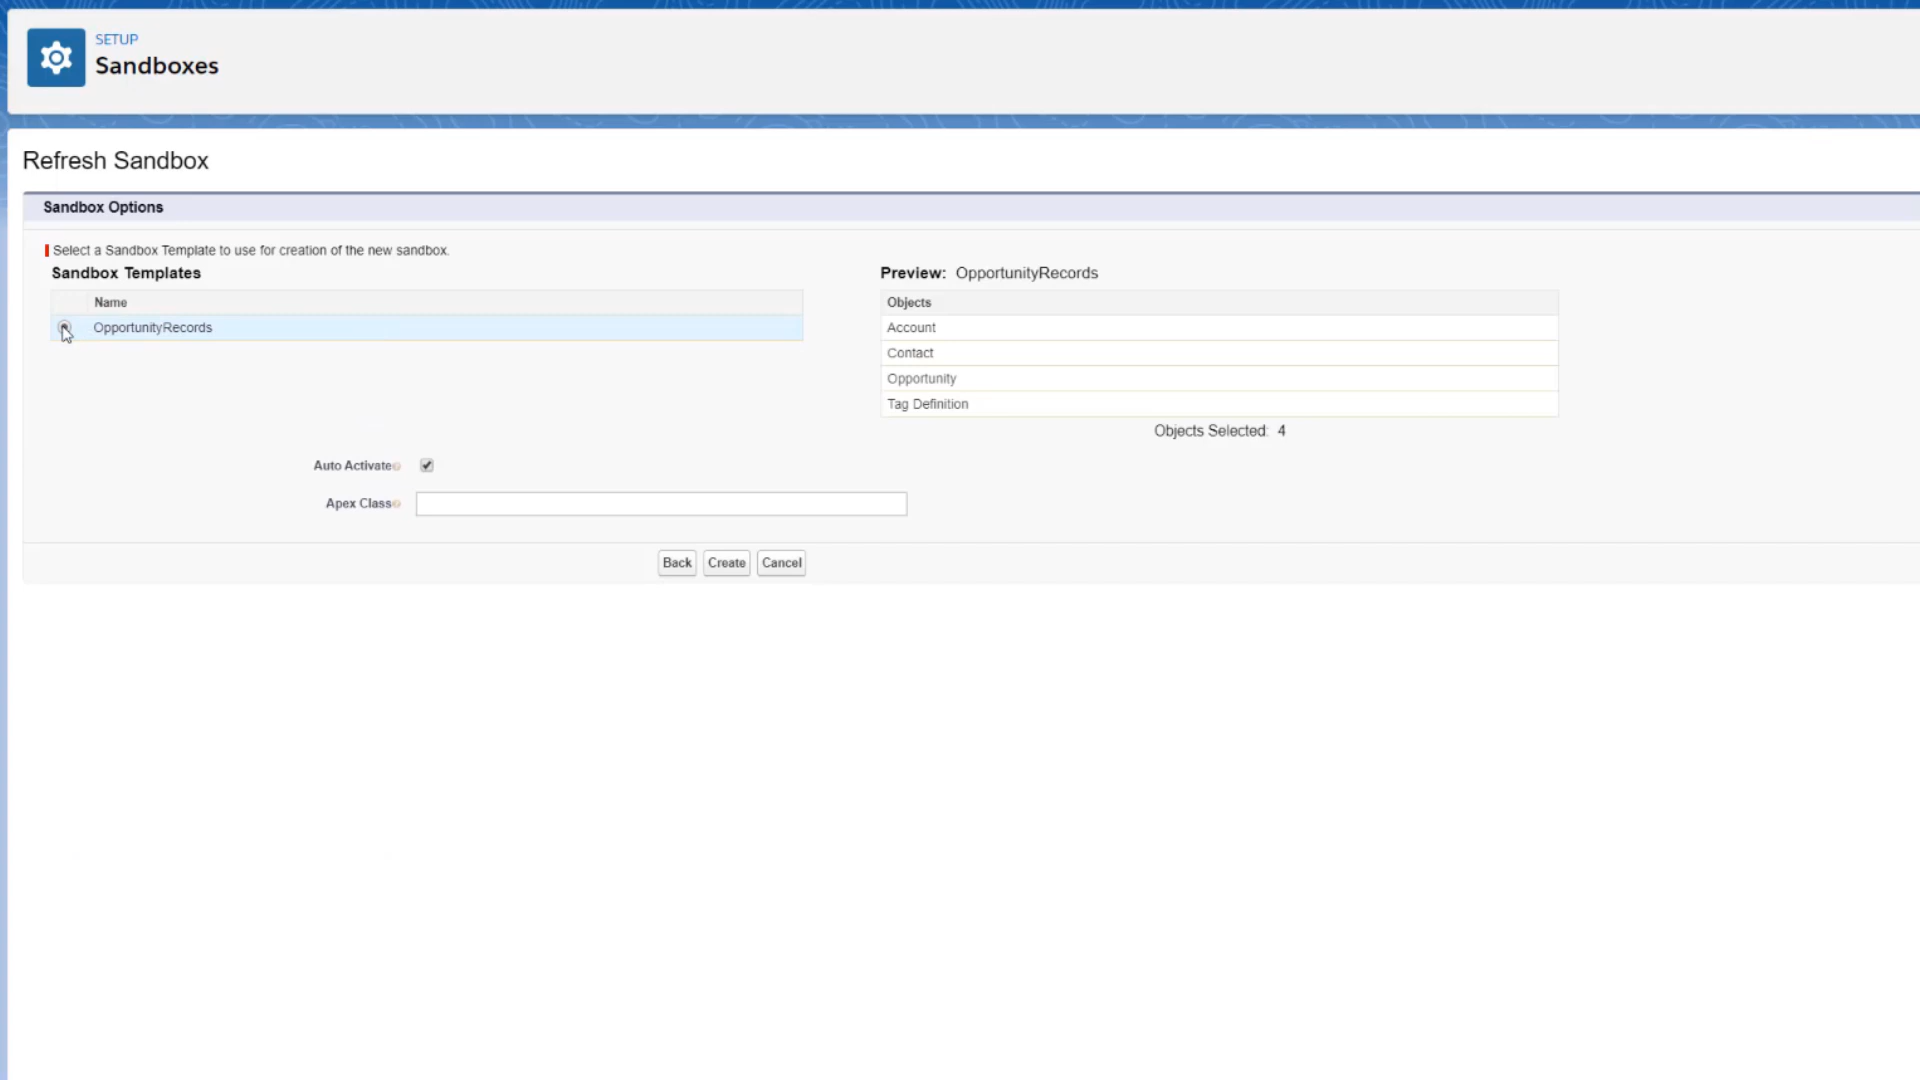 SETUP
Sandboxes
Refresh Sandbox
Sandbox Options
Select a Sandbox Template to use for creation of the new sandbox.
Sandbox Templates
Name
OpportunityRecords
Preview: OpportunityRecords
Objects
Account
Contact
Opportunity
Tag Definition
Objects Selected: 4
Auto Activate
Apex Class
Back Create Cancel